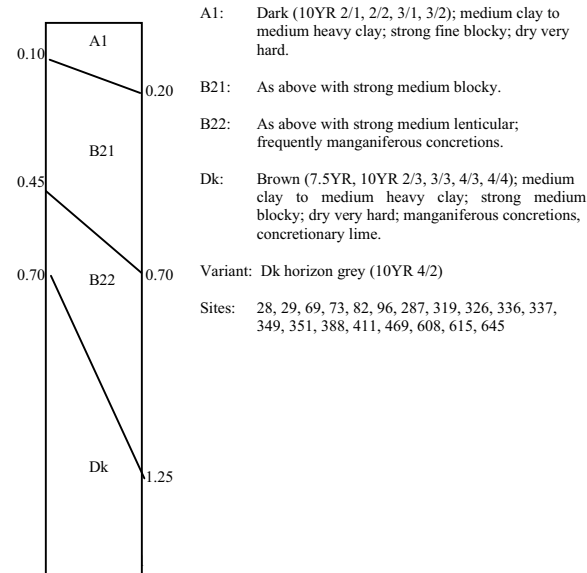 A1
0.10
0.20
B21
0.45
0.70
B22
0.70
Dk
1.25
A1: Dark (10YR 2/1, 2/2, 3/1, 3/2); medium clay to
medium heavy clay; strong fine blocky; dry very
hard.
B21: As above with strong medium blocky.
B22: As above with strong medium lenticular;
frequently manganiferous concretions.
Dk: Brown (7.5YR, 10YR 2/3, 3/3, 4/3, 4/4); medium
clay to medium heavy clay; strong medium
blocky; dry very hard; manganiferous concretions,
concretionary lime.
Variant: Dk horizon grey (10YR 4/2)
Sites: 28, 29, 69, 73, 82, 96, 287, 319, 326, 336, 337,
349, 351, 388, 411, 469, 608, 615, 645